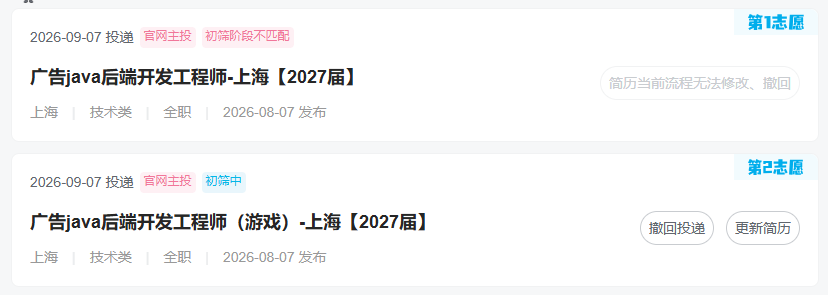 第1志愿
2026-09-07 投递 官网主投 初筛阶段不匹配
广告java后端开发工程师-上海【2027届】
简历当前流程无法修改、撤回
上海 | 技术类 | 全职 | 2026-08-07 发布
第2志愿
2026-09-07 投递 官网主投 初筛中
广告java后端开发工程师（游戏）-上海【2027届】
撤回投递 更新简历
上海 | 技术类 | 全职 | 2026-08-07 发布